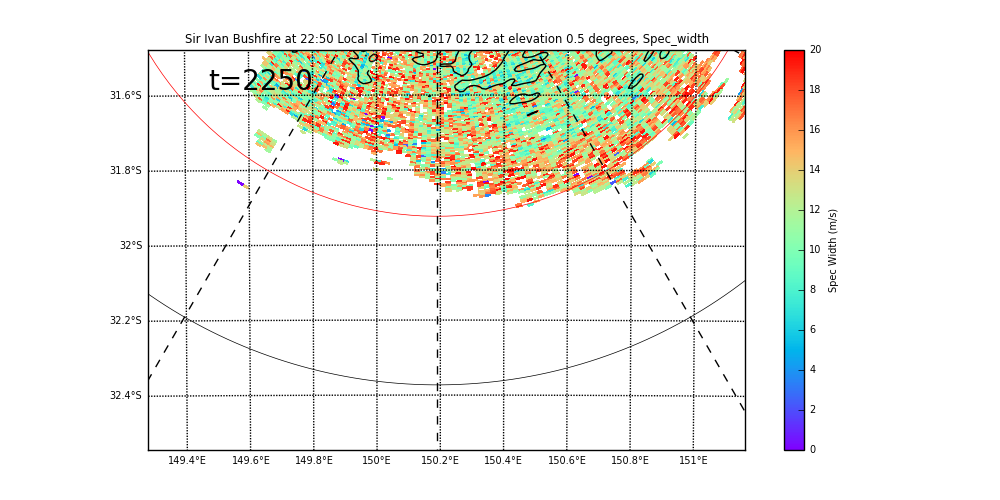 Sir Ivan Bushfire at 22:50 Local Time on 2017 02 12 at elevation 0.5 degrees, Spec_width
t=2250
31.6°S
31.8°S
32°S
32.2°S
32.4°S
149.4°E 149.6°E 149.8°E 150°E 150.2°E 150.4°E 150.6°E 150.8°E 151°E
20
18
16
14
12
10
8
6
4
2
0
Spec Width (m/s)